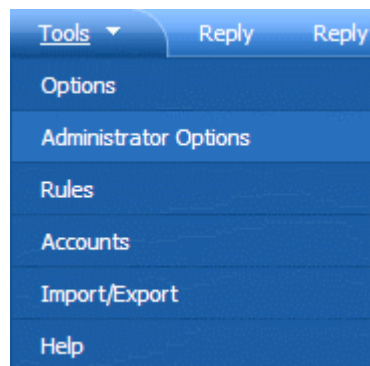 Tools Reply Reply
Options
Administrator Options
Rules
Accounts
Import/Export
Help